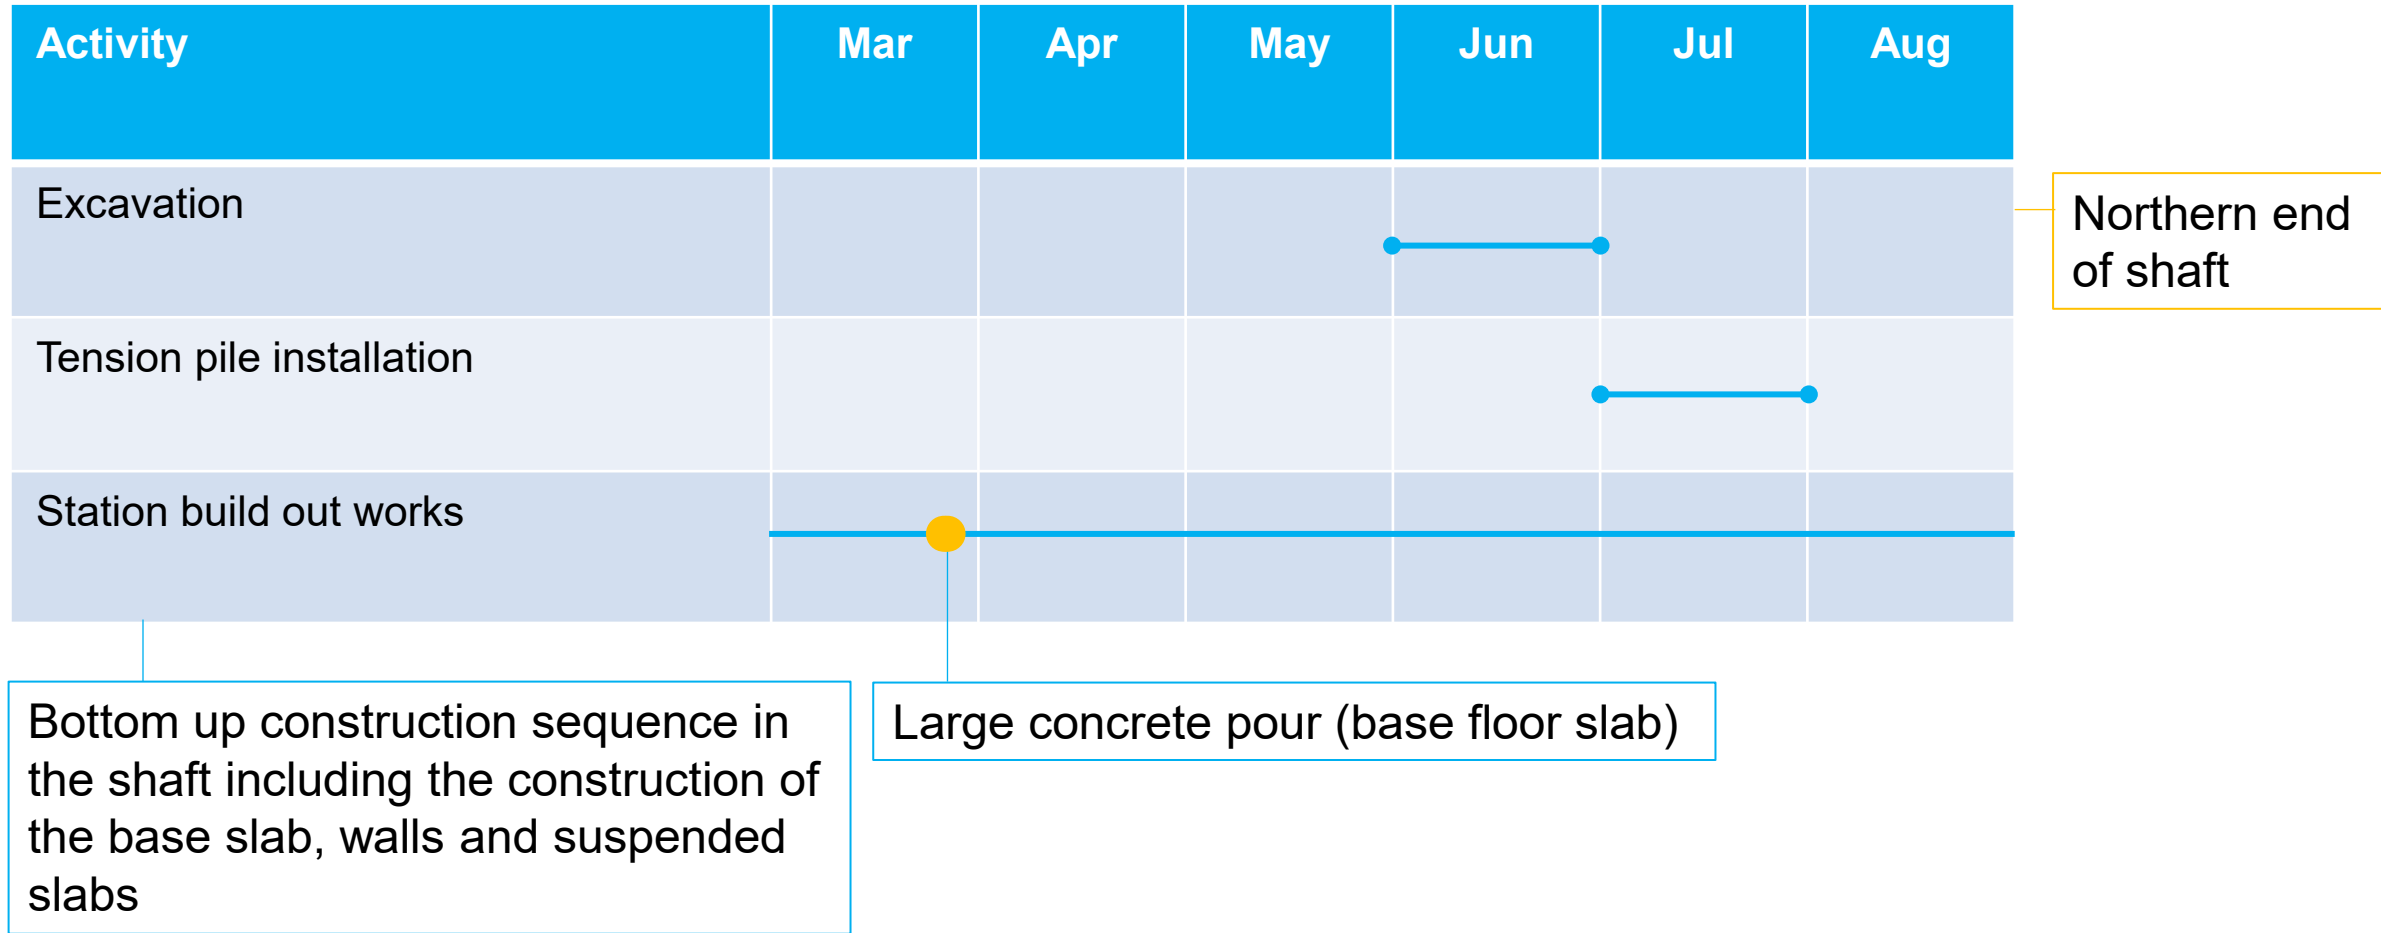 Activity Mar Apr May Jun Jul Aug
Excavation
Northern end
of shaft
Tension pile installation
Station build out works
Bottom up construction sequence in
the shaft including the construction of
the base slab, walls and suspended
slabs
Large concrete pour (base floor slab)